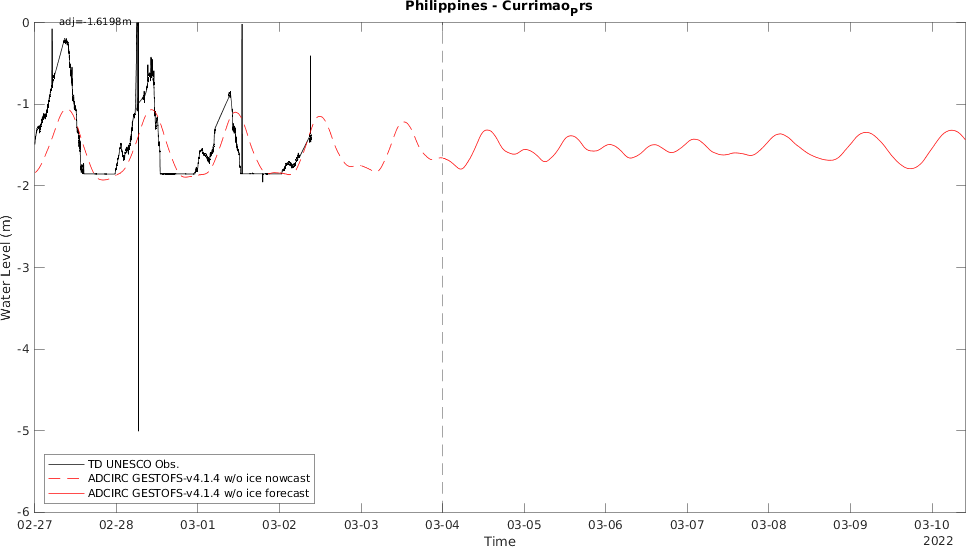 Philippines - Currimaoprs
adj=-1.6198m
0
-1
-2
-3
-4
-5
-6
Water Level (m)
TD UNESCO Obs.
ADCIRC GESTOFS-v4.1.4 w/o ice nowcast
ADCIRC GESTOFS-v4.1.4 w/o ice forecast
02-27 02-28 03-01 03-02 03-03 03-04 03-05 03-06 03-07 03-08 03-09 03-10
Time
2022